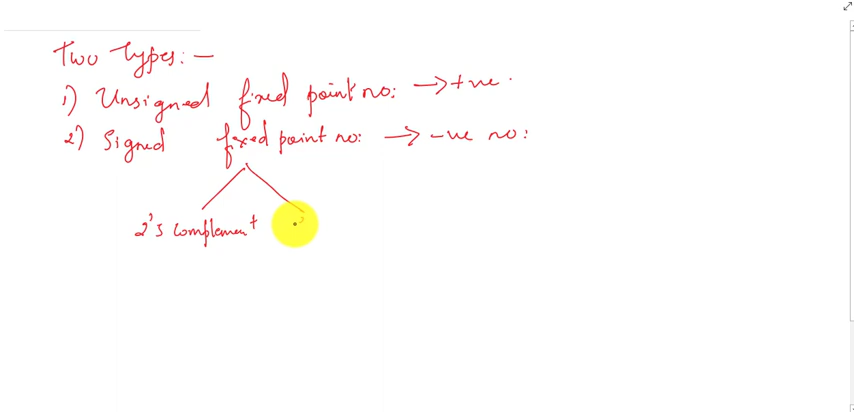 Two Types:-
1) Unsigned fixed point no: → +ve.
2) Signed fixed point no: → -ve no:
2's complement